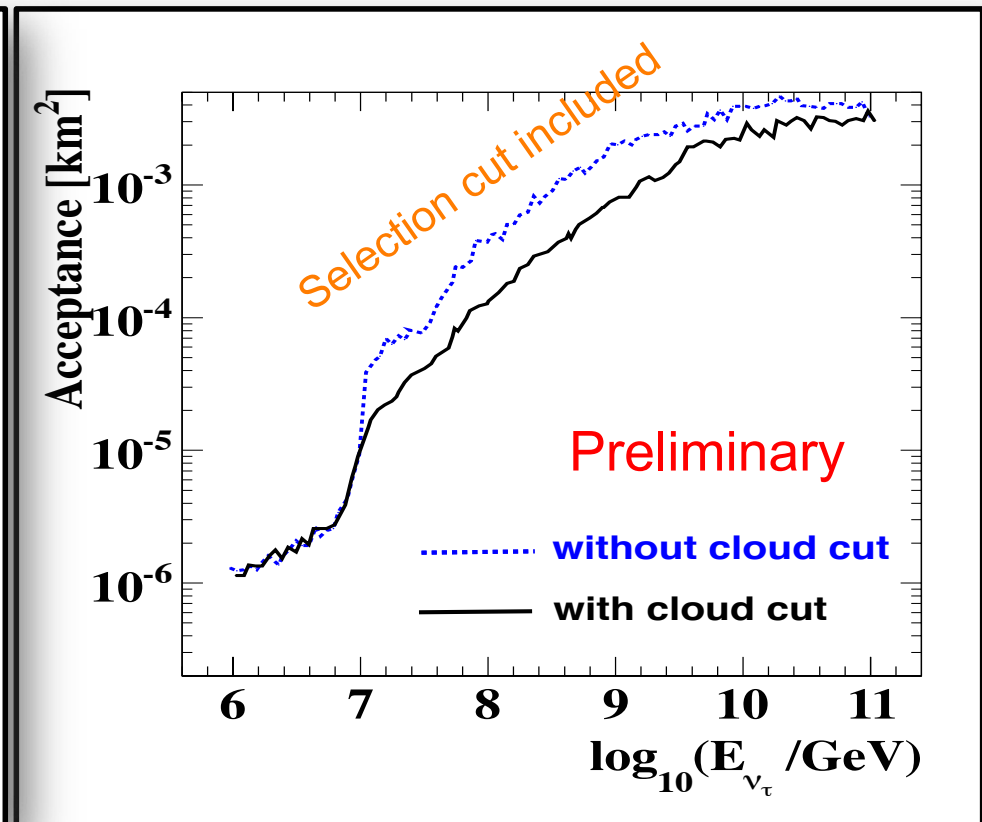 Selection cut included
Acceptance [km²]
10⁻³
10⁻⁴
10⁻⁵
10⁻⁶
Preliminary
without cloud cut
with cloud cut
6 7 8 9 10 11
log₁₀(E_ντ /GeV)